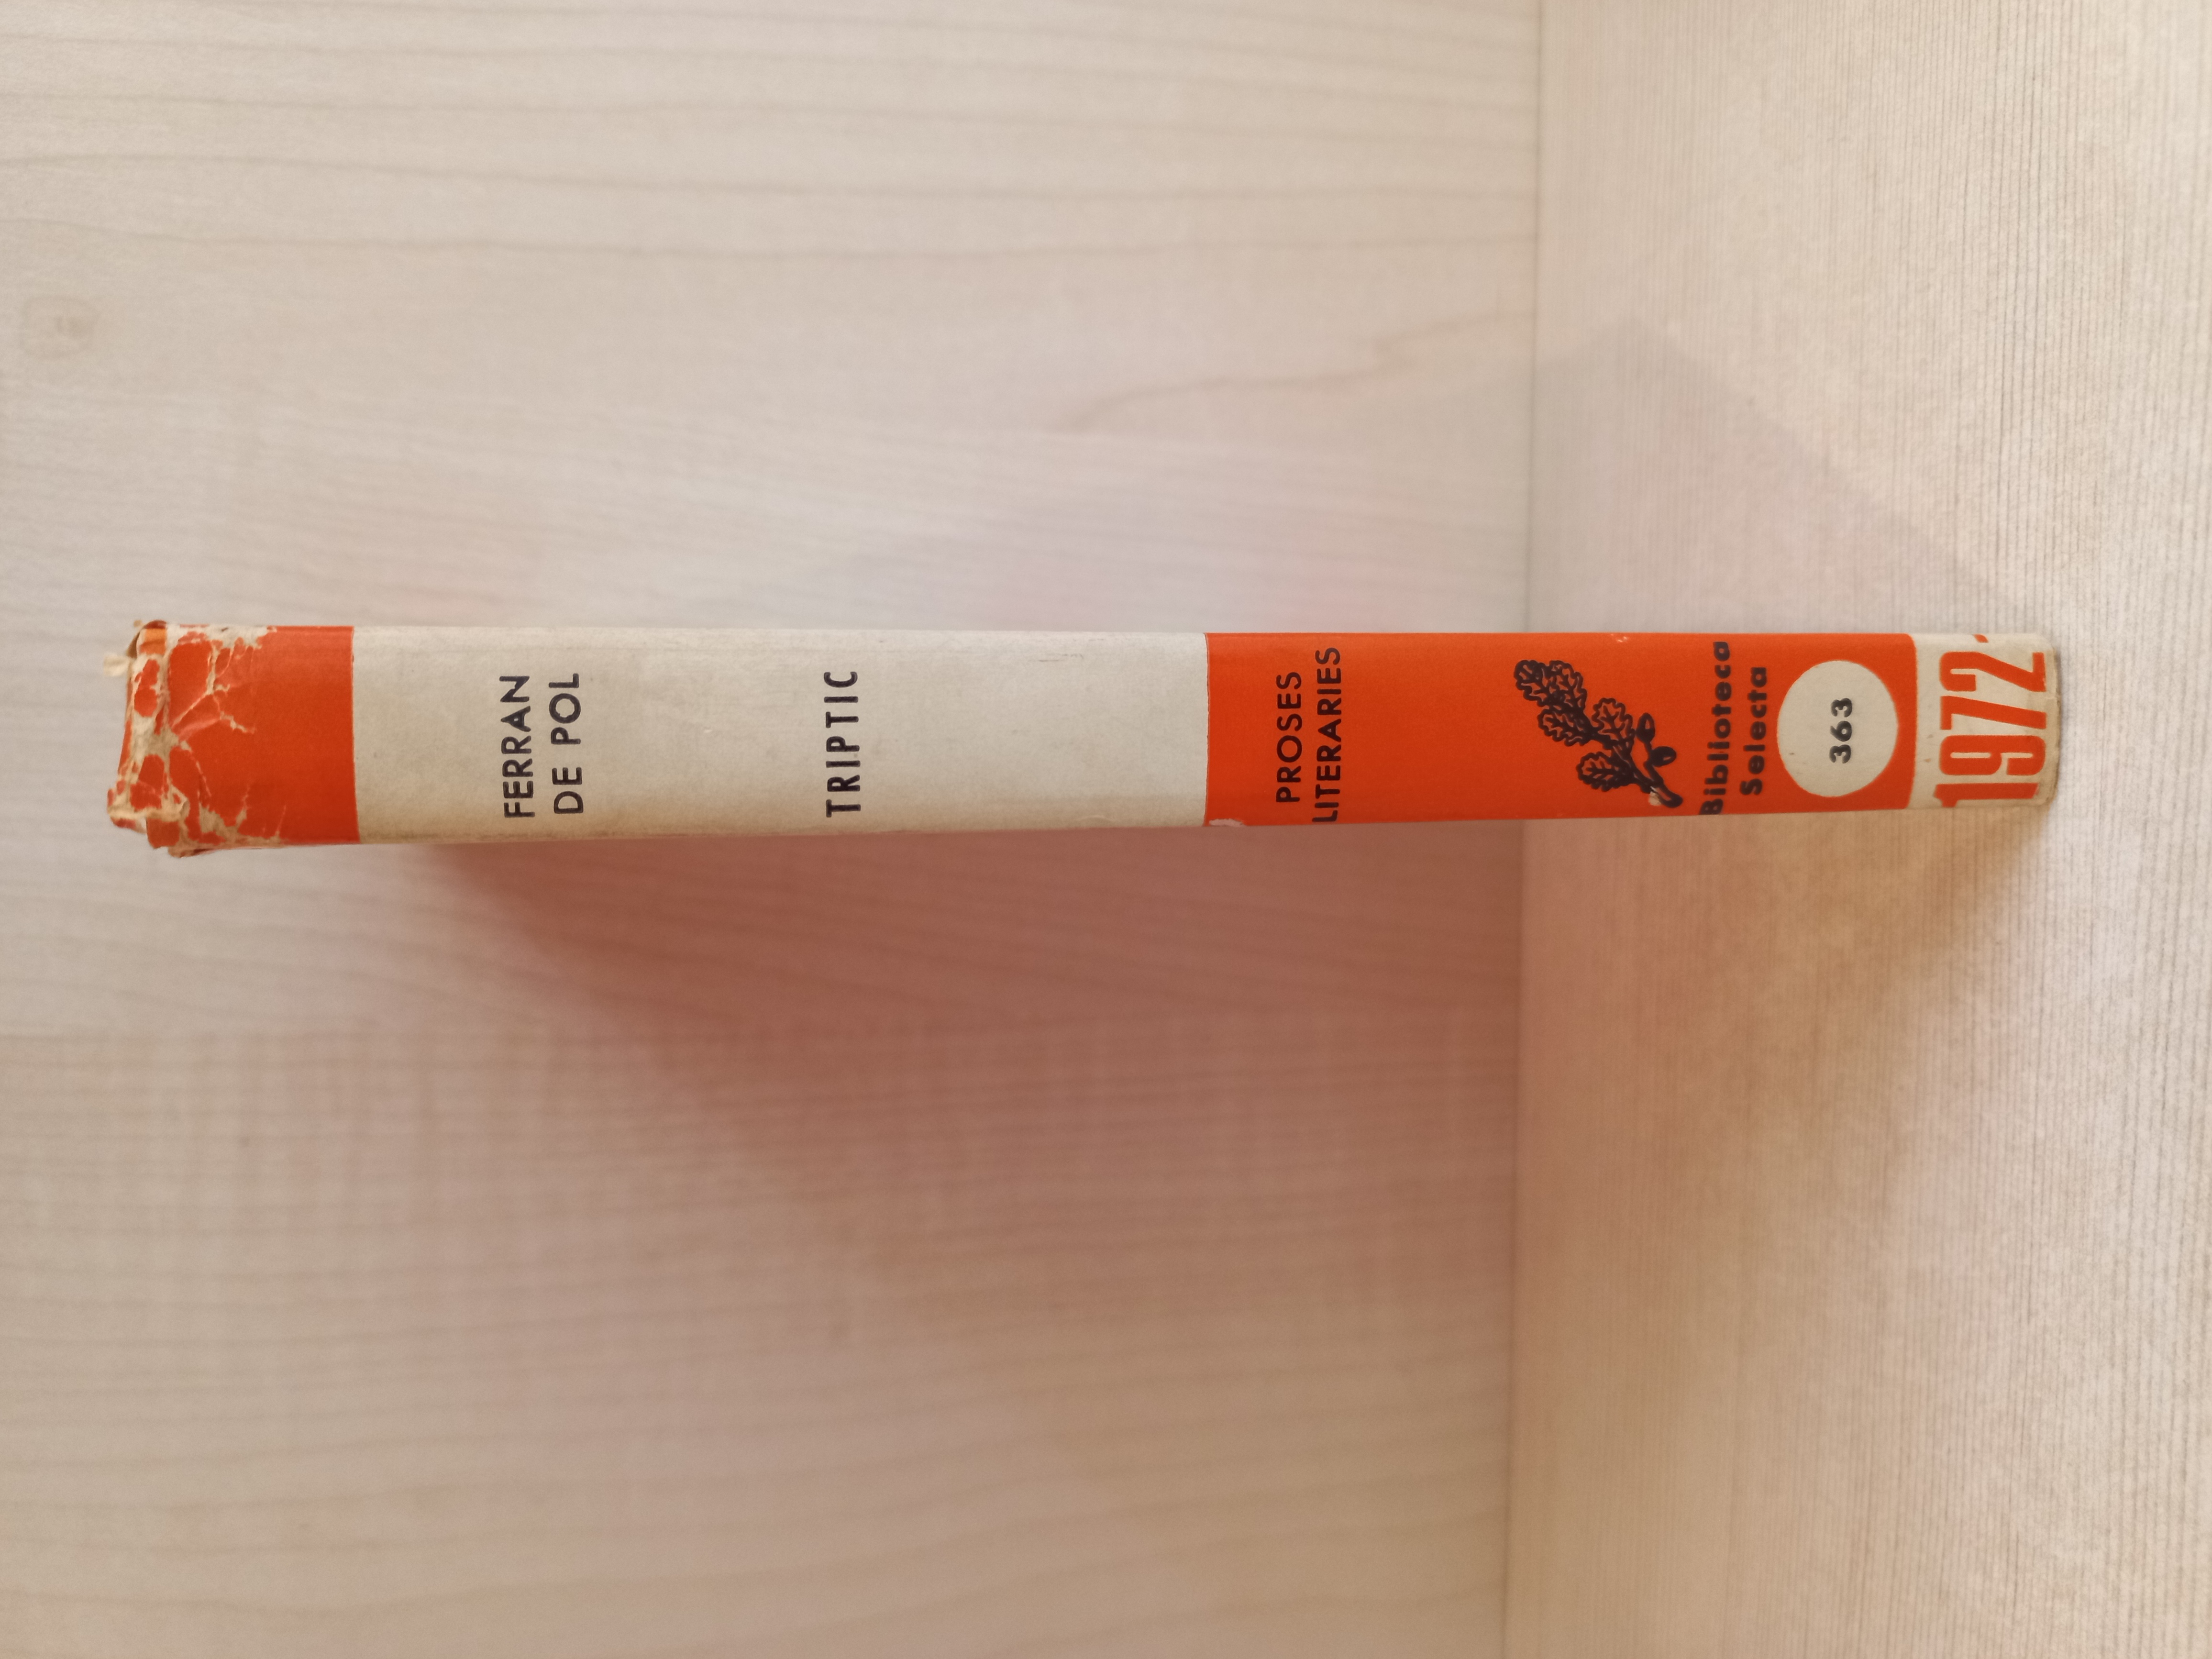 FERRAN
DE POL
TRIPTIC
PROSES
LITERARIES
Biblioteca
Selecta
363
1972